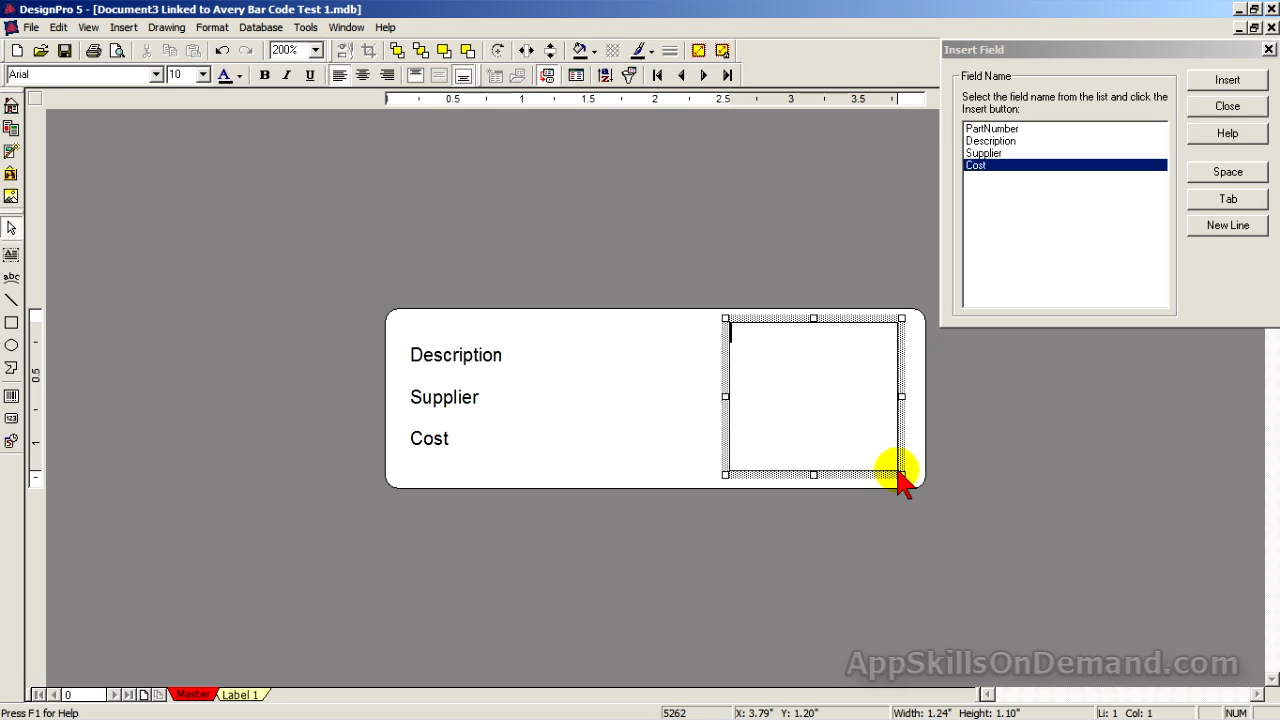 DesignPro 5 - [Document3 Linked to Avery Bar Code Test 1.mdb]
File Edit View Insert Drawing Format Database Tools Window Help
200%
Arial 10 A B I U
0.5 1 1.5 2 2.5 3 3.5
Insert Field
Field Name
Select the field name from the list and click the
Insert button:
PartNumber
Description
Supplier
Cost
Insert
Close
Help
Space
Tab
New Line
abc
123
0.5
1
Description
Supplier
Cost
AppSkillsOnDemand.com
0 Master Label 1
Press F1 for Help 5262 X: 3.79" Y: 1.20" Width: 1.24" Height: 1.10" Li: 1 Col: 1 NUM